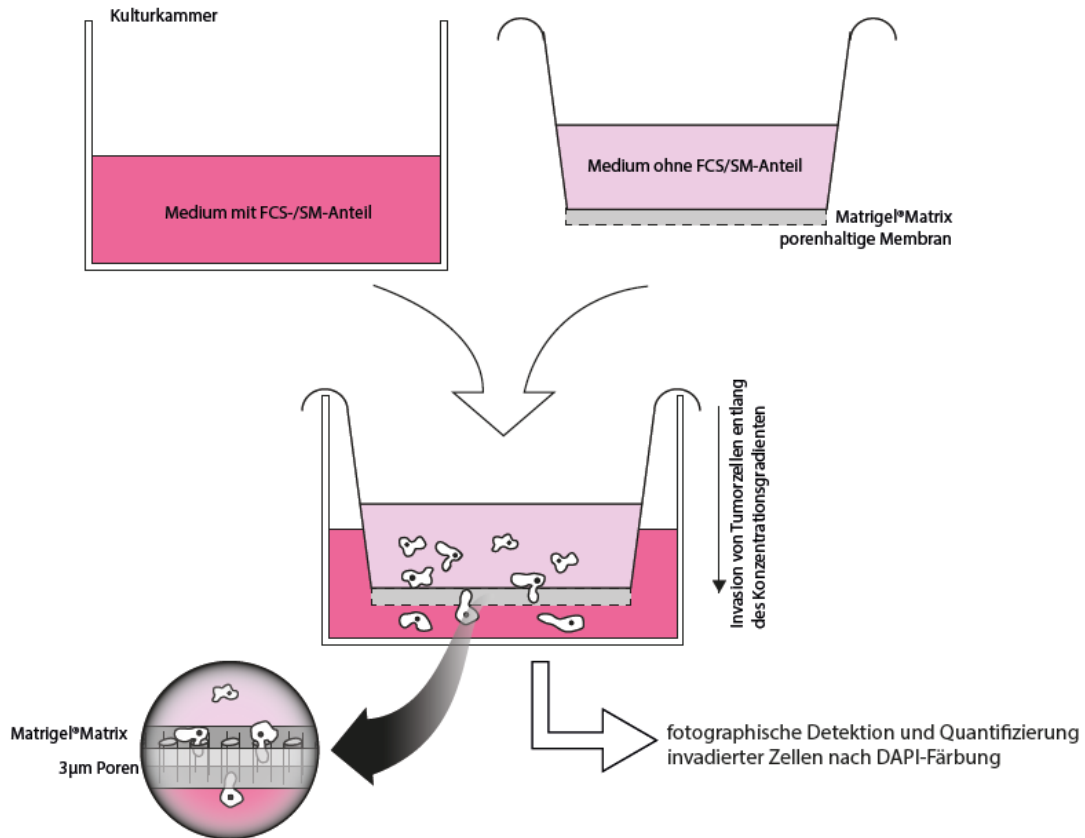 Kulturkammer
Medium mit FCS-/SM-Anteil
Medium ohne FCS/SM-Anteil
Matrigel®Matrix
porenhaltige Membran
Invasion von Tumorzellen entlang
des Konzentrationsgradienten
Matrigel®Matrix
3µm Poren
fotographische Detektion und Quantifizierung
invadierter Zellen nach DAPI-Färbung